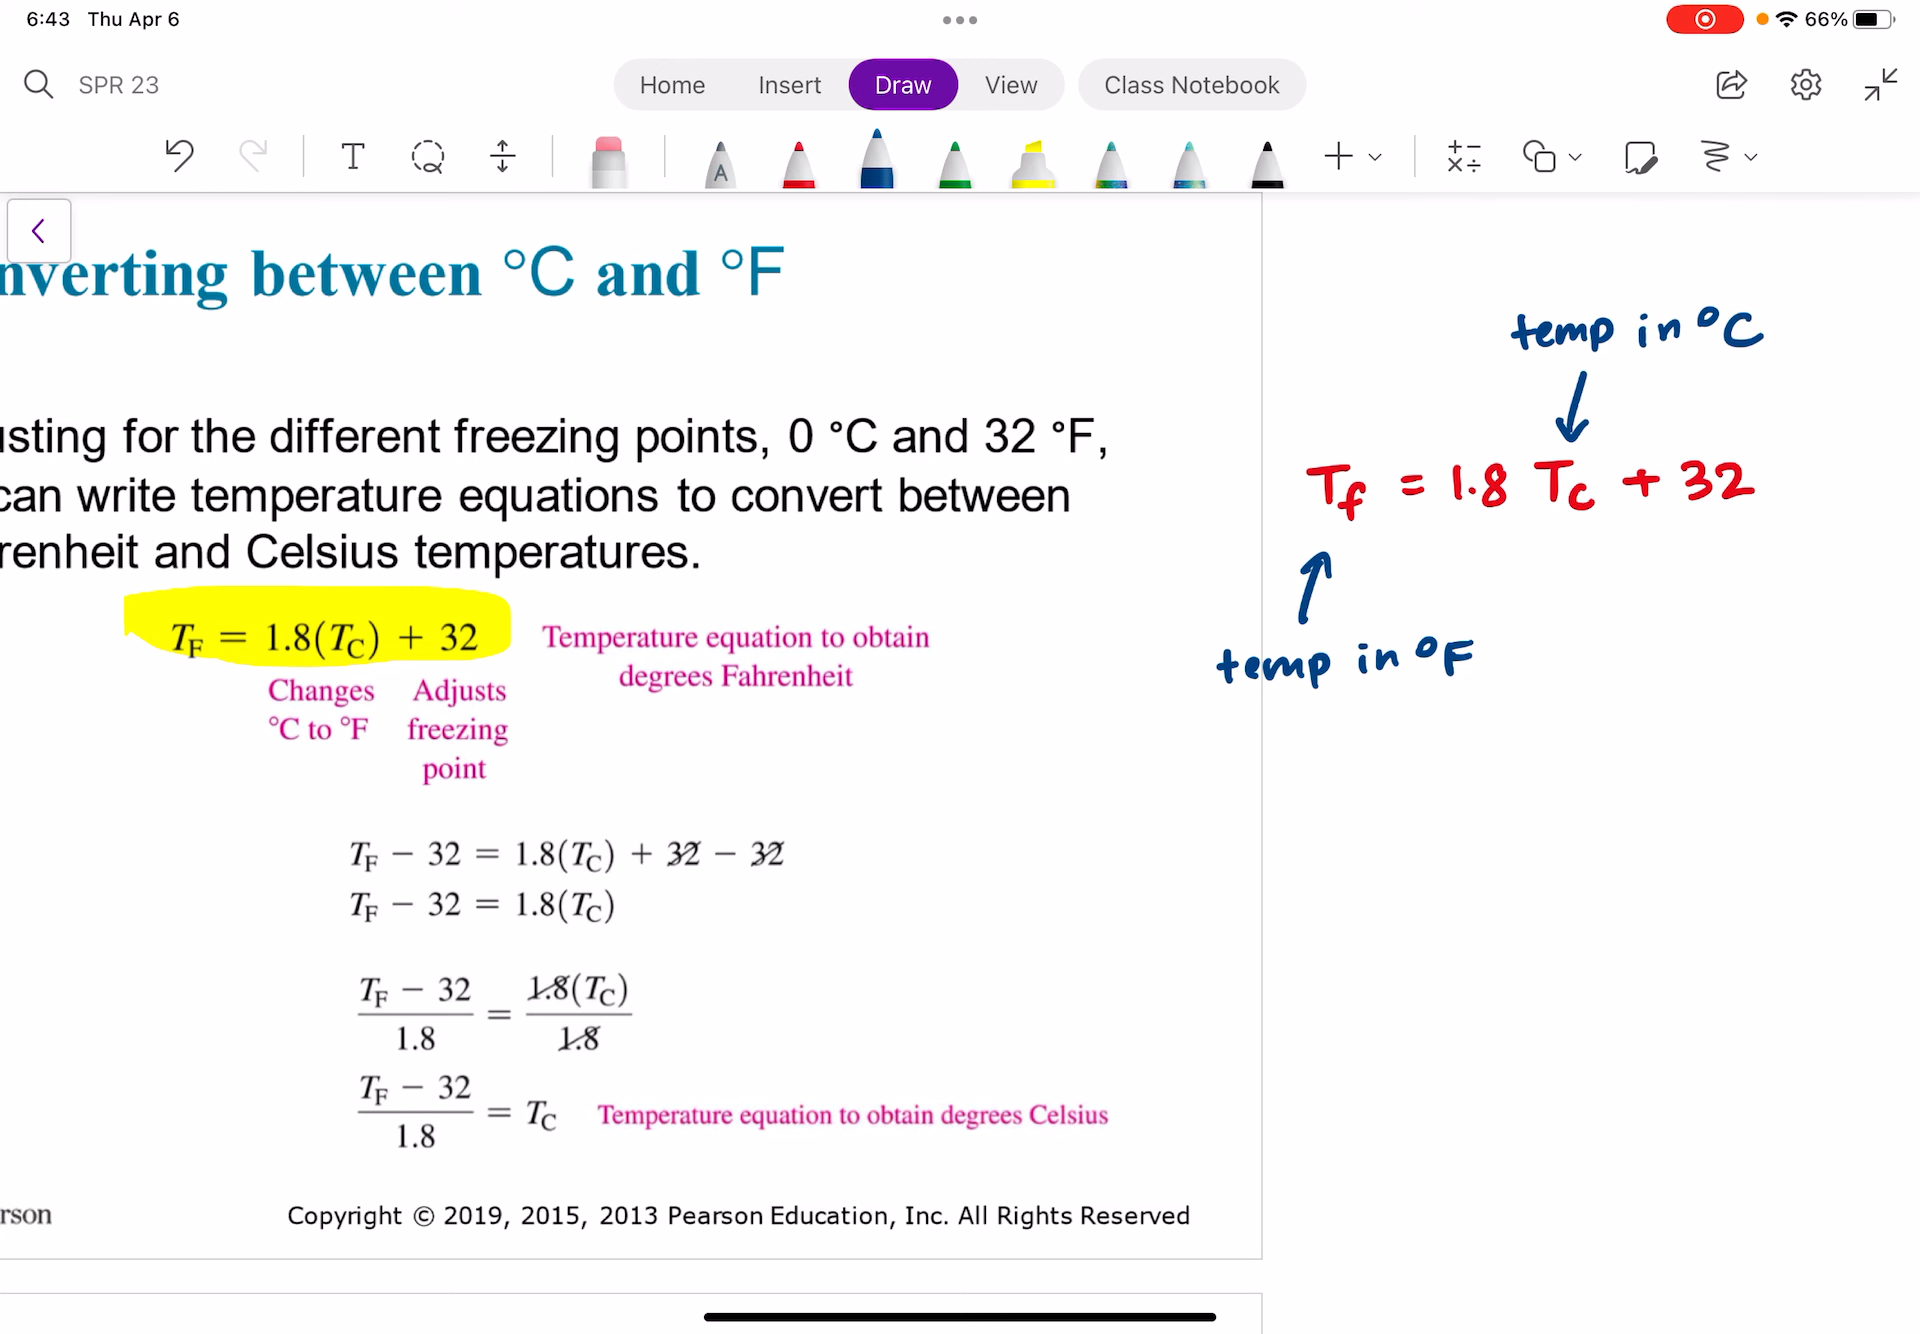 6:43 Thu Apr 6
66%
SPR 23
Home Insert Draw View Class Notebook
T
A
nverting between °C and °F
usting for the different freezing points, 0 °C and 32 °F,
can write temperature equations to convert between
renheit and Celsius temperatures.
T_F = 1.8(T_C) + 32 Temperature equation to obtain
degrees Fahrenheit
Changes Adjusts
°C to °F freezing
point
T_F − 32 = 1.8(T_C) + 32 − 32
T_F − 32 = 1.8(T_C)
T_F − 32 / 1.8 = 1.8(T_C) / 1.8
T_F − 32 / 1.8 = T_C Temperature equation to obtain degrees Celsius
rson Copyright © 2019, 2015, 2013 Pearson Education, Inc. All Rights Reserved
temp in °C
↓
T_f = 1.8 T_c + 32
↑
temp in °F